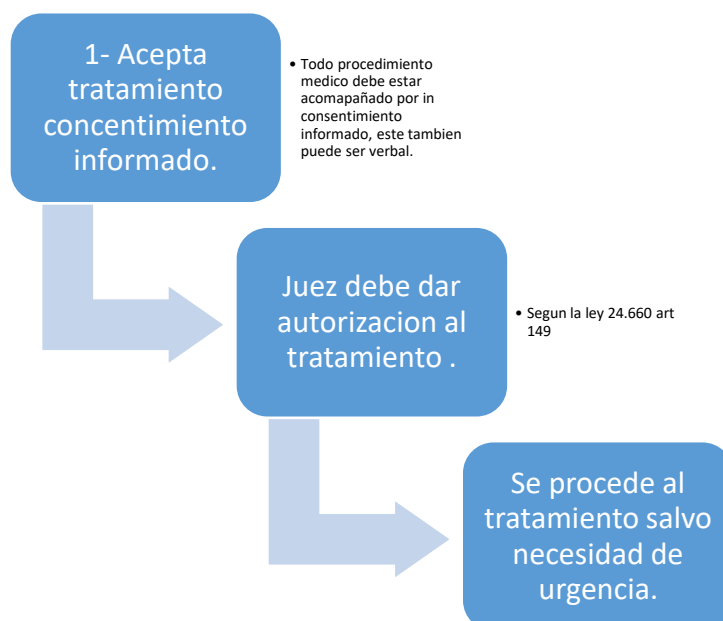 1- Acepta
tratamiento
concentimiento
informado.
• Todo procedimiento
medico debe estar
acomapañado por in
consentimiento
informado, este tambien
puede ser verbal.
Juez debe dar
autorizacion al
tratamiento .
• Segun la ley 24.660 art
149
Se procede al
tratamiento salvo
necesidad de
urgencia.